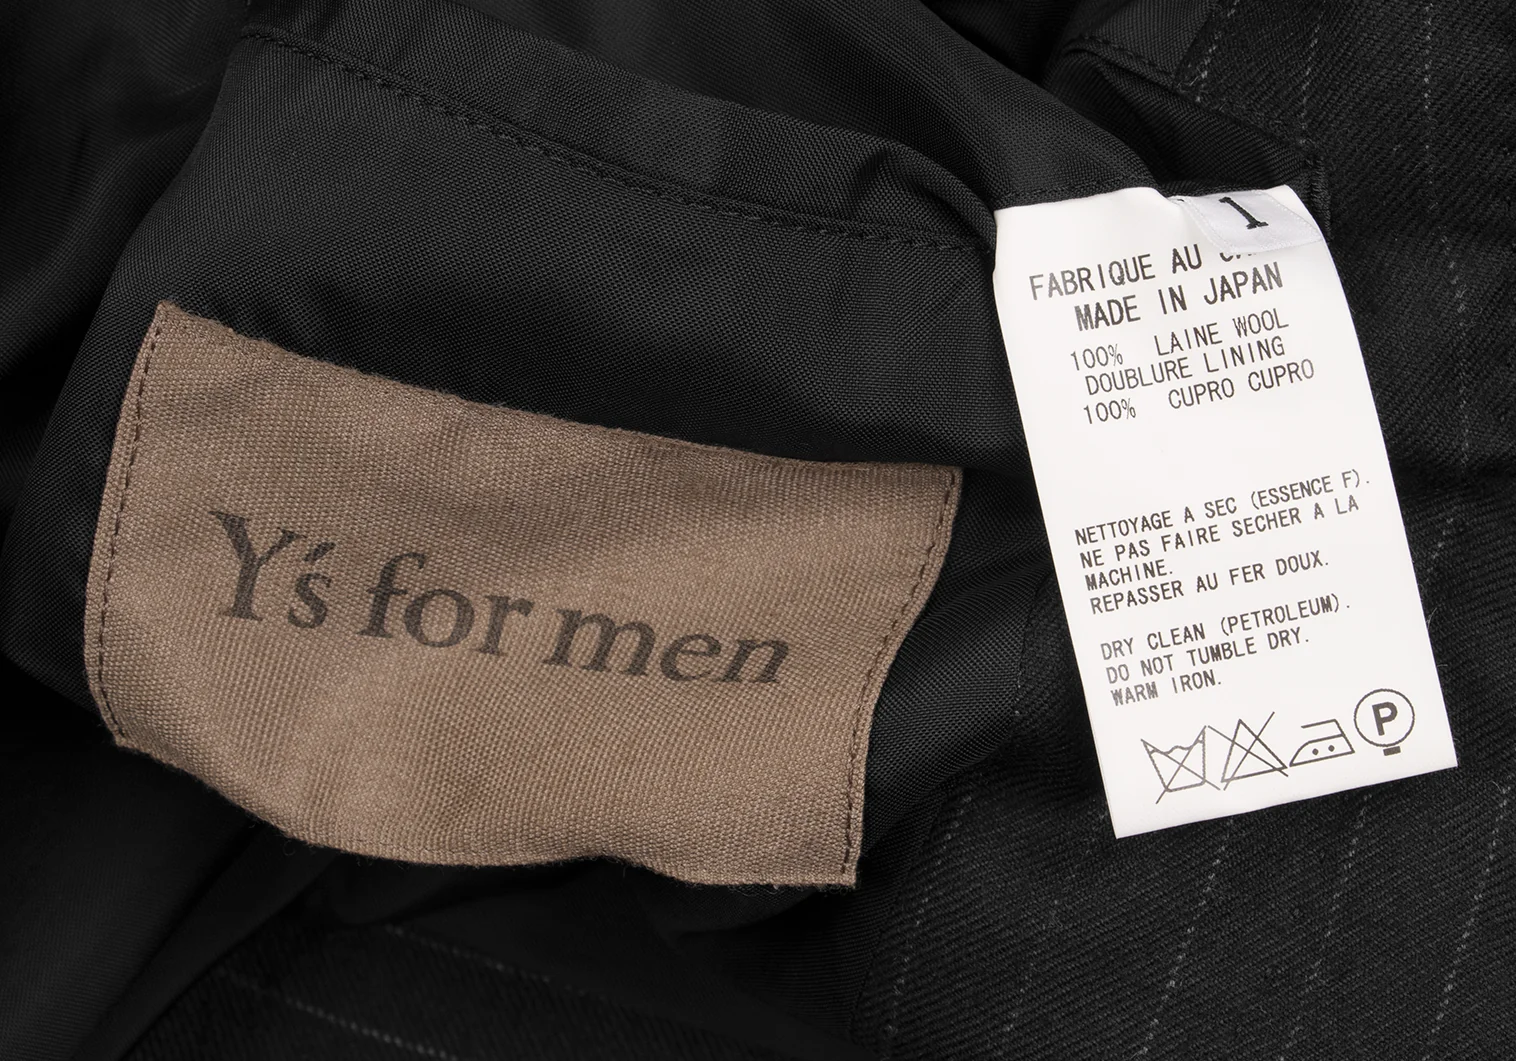 Y's for men
1
FABRIQUE AU
MADE IN JAPAN
100% LAINE WOOL
DOUBLURE LINING
100% CUPRO CUPRO
NETTOYAGE A SEC (ESSENCE F).
NE PAS FAIRE SECHER A LA
MACHINE.
REPASSER AU FER DOUX.
DRY CLEAN (PETROLEUM).
DO NOT TUMBLE DRY.
WARM IRON.
P